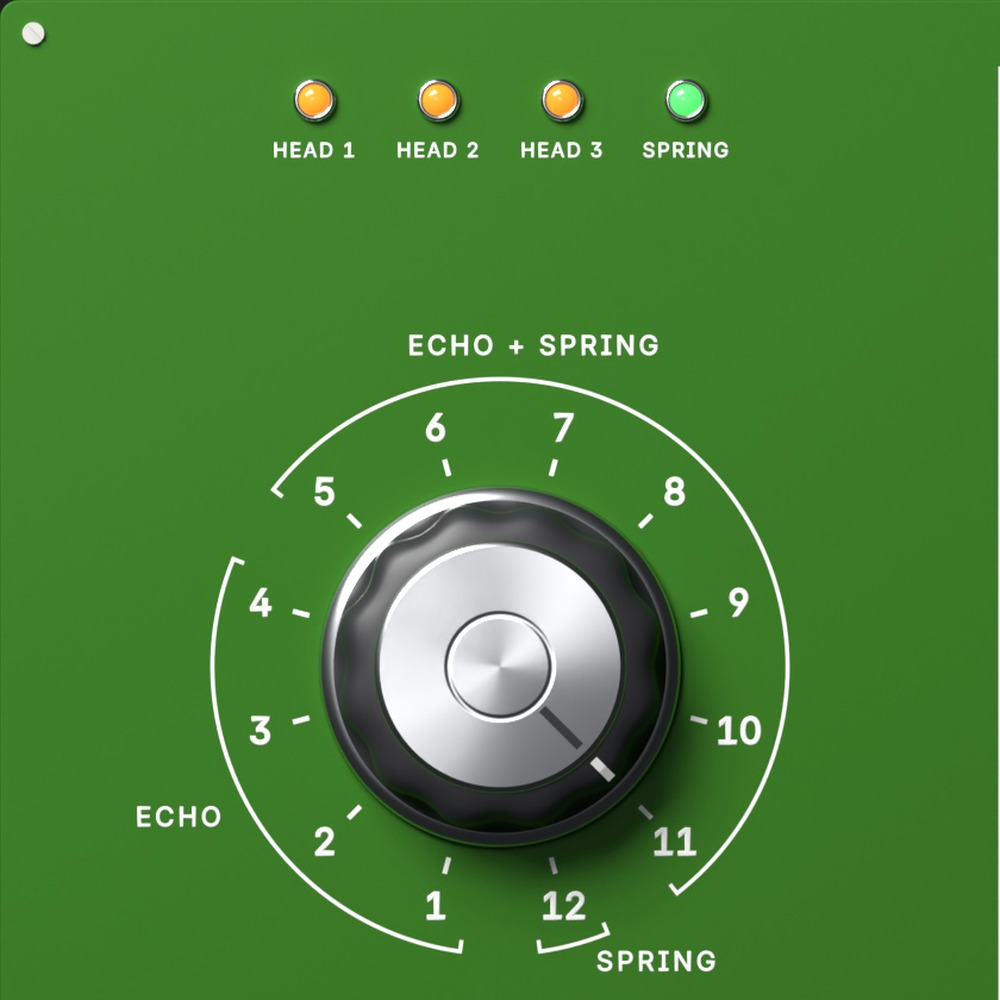 HEAD 1 HEAD 2 HEAD 3 SPRING
ECHO + SPRING
6 7
5 8
4 9
3 10
ECHO
2 11
1 12
SPRING